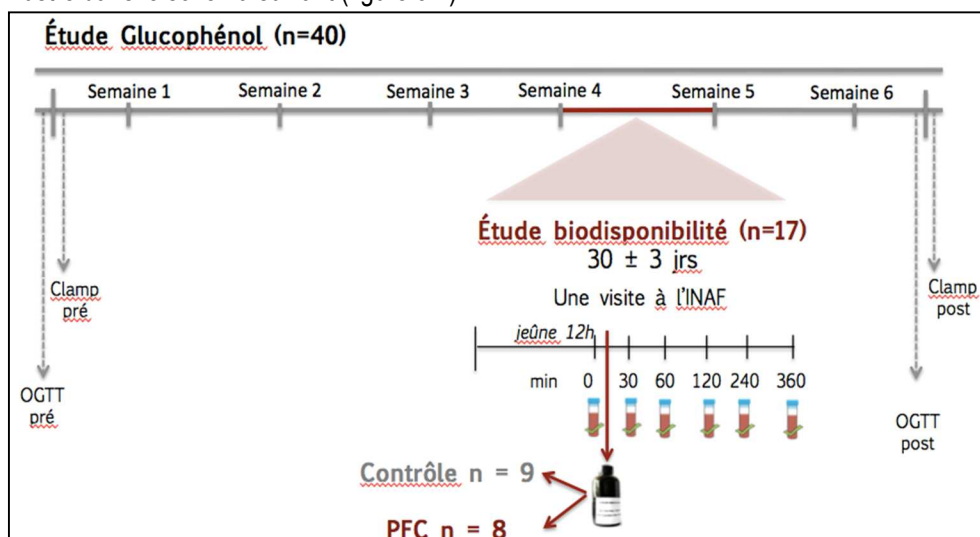 Étude Glucophénol (n=40)
Semaine 1 Semaine 2 Semaine 3 Semaine 4 Semaine 5 Semaine 6
Étude biodisponibilité (n=17)
30 ± 3 jrs
Une visite à l'INAF
Clamp
pré
Clamp
post
jeûne 12h
min 0 30 60 120 240 360
OGTT
pré
OGTT
post
Contrôle n = 9
PFC n = 8